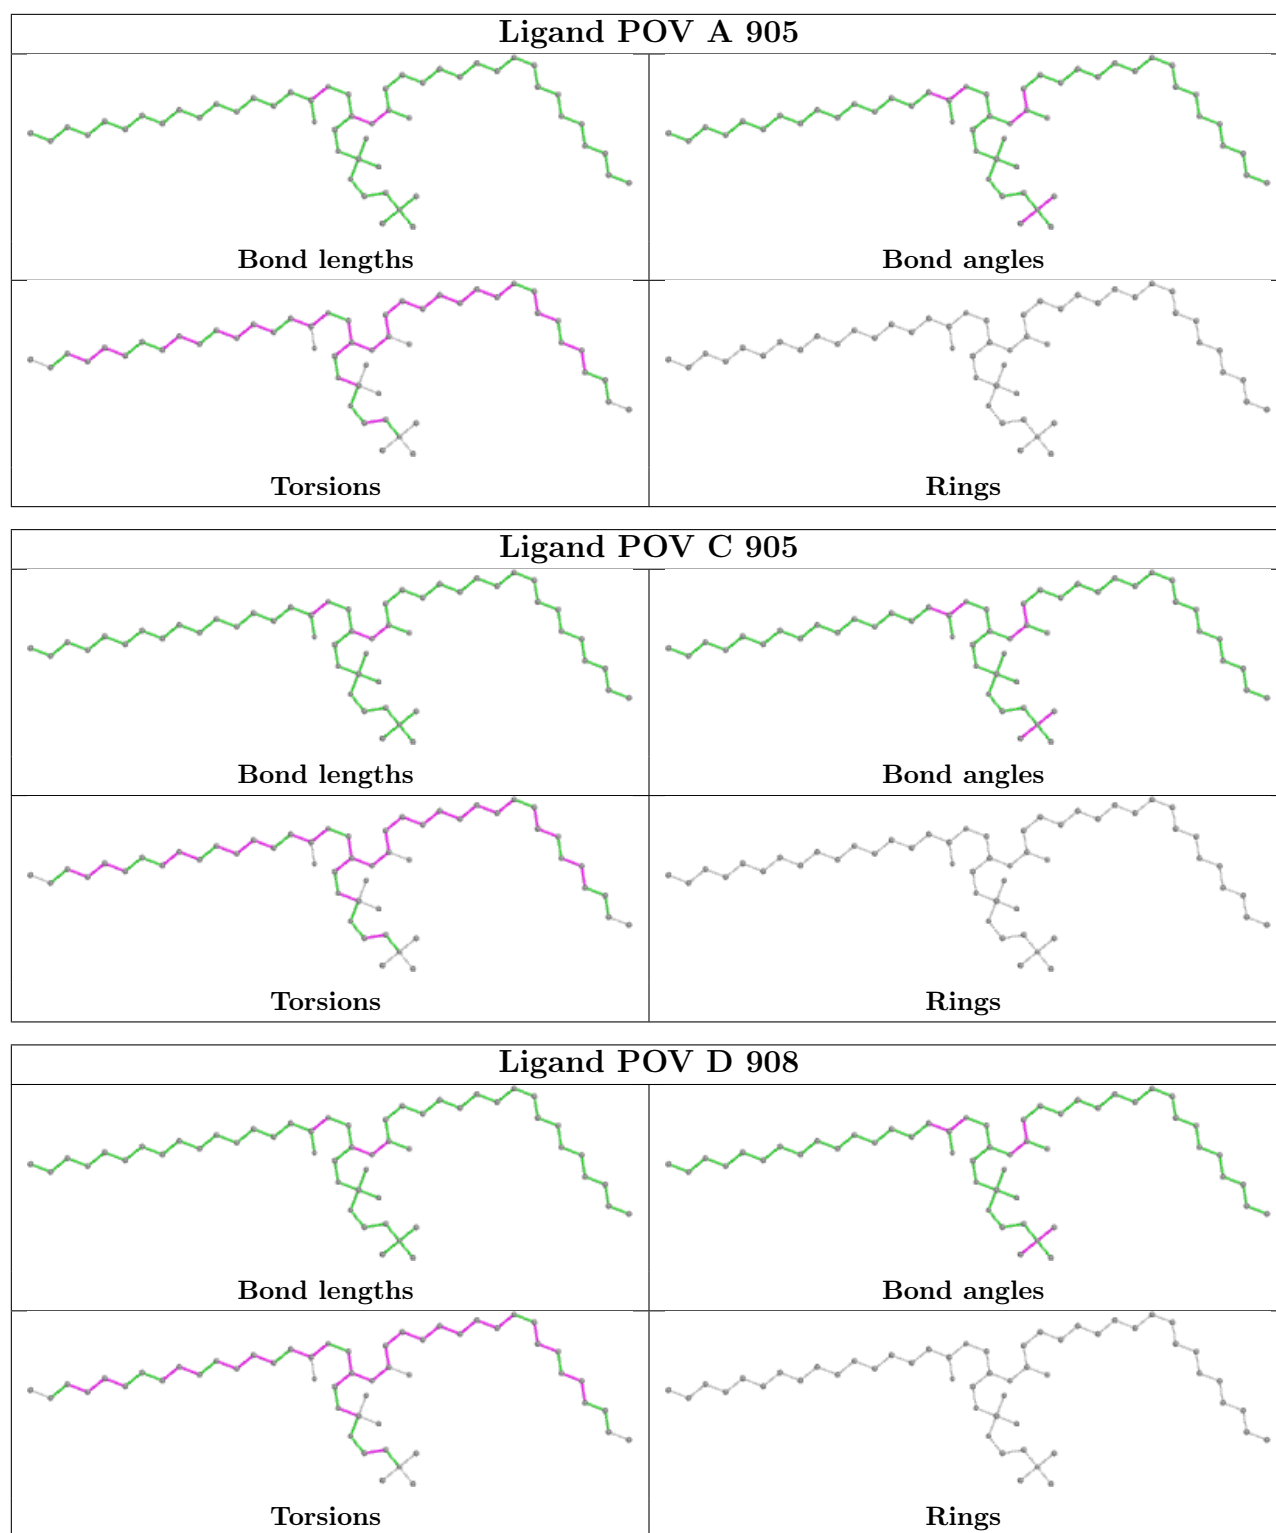 Ligand POV A 905
Bond lengths
Bond angles
Torsions
Rings
Ligand POV C 905
Bond lengths
Bond angles
Torsions
Rings
Ligand POV D 908
Bond lengths
Bond angles
Torsions
Rings